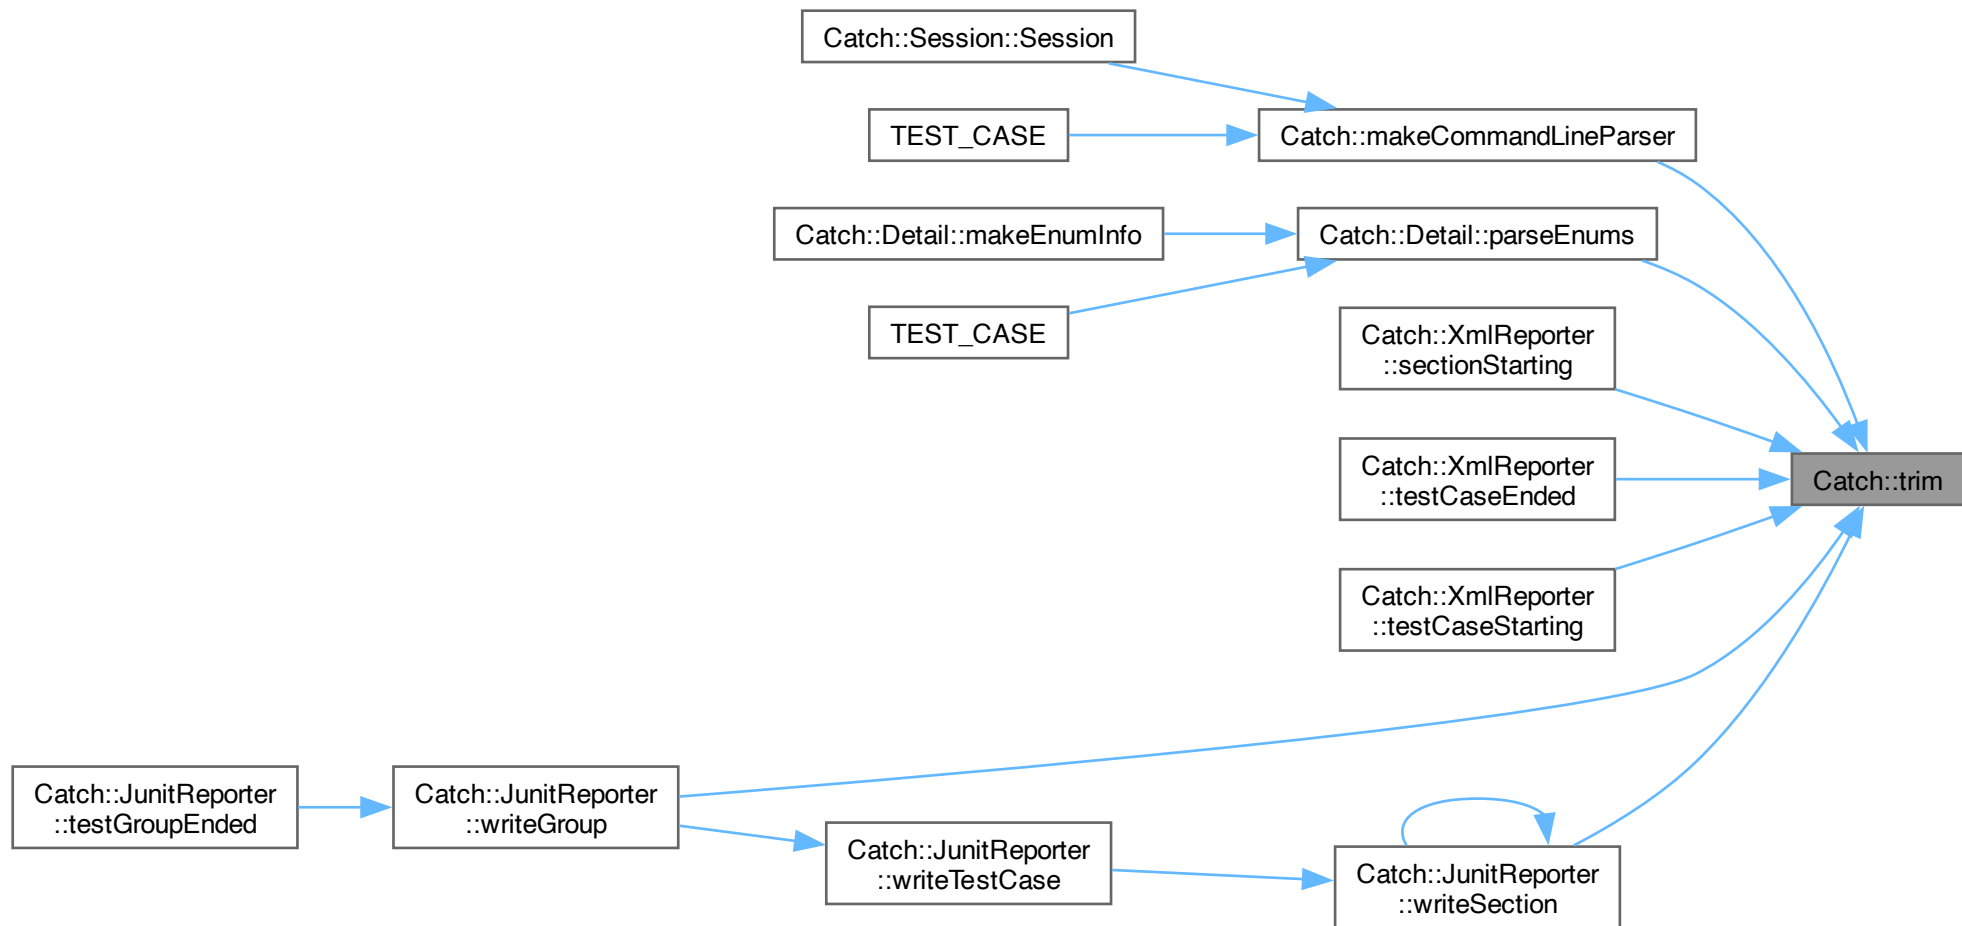 Catch::Session::Session
TEST_CASE
Catch::makeCommandLineParser
Catch::Detail::makeEnumInfo
Catch::Detail::parseEnums
TEST_CASE
Catch::XmlReporter
::sectionStarting
Catch::XmlReporter
::testCaseEnded
Catch::trim
Catch::XmlReporter
::testCaseStarting
Catch::JunitReporter
::testGroupEnded
Catch::JunitReporter
::writeGroup
Catch::JunitReporter
::writeTestCase
Catch::JunitReporter
::writeSection